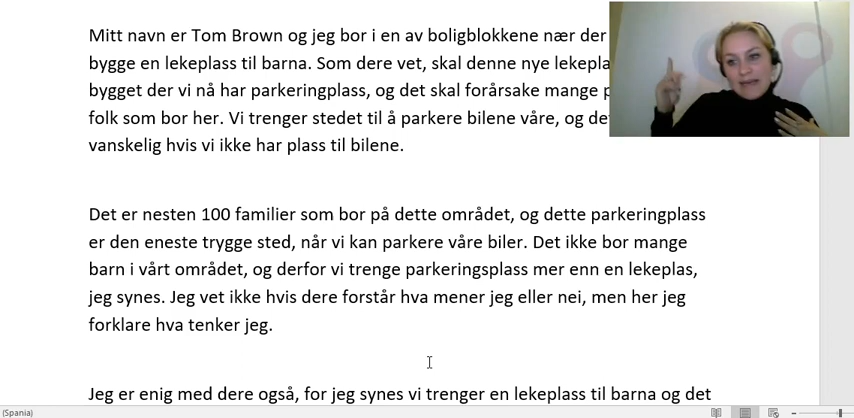 Mitt navn er Tom Brown og jeg bor i en av boligblokkene nær der
bygge en lekeplass til barna. Som dere vet, skal denne nye
bygget der vi nå har parkeringplass, og det skal forårsake mange
folk som bor her. Vi trenger stedet til å parkere bilene våre, og
vanskelig hvis vi ikke har plass til bilene.
Det er nesten 100 familier som bor på dette området, og dette parkeringplass
er den eneste trygge sted, når vi kan parkere våre biler. Det ikke bor mange
barn i vårt området, og derfor vi trenge parkeringsplass mer enn en lekeplas,
jeg synes. Jeg vet ikke hvis dere forstår hva mener jeg eller nei, men her jeg
forklare hva tenker jeg.
Jeg er enig med dere også, for jeg synes vi trenger en lekeplass til barna og det
(Spania)